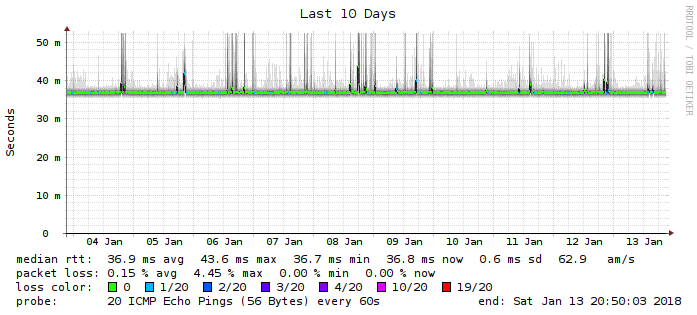 Last 10 Days
RRDTOOL / TOBI OETIKER
Seconds
50 m
40 m
30 m
20 m
10 m
0
04 Jan 05 Jan 06 Jan 07 Jan 08 Jan 09 Jan 10 Jan 11 Jan 12 Jan 13 Jan
median rtt: 36.9 ms avg 43.6 ms max 36.7 ms min 36.8 ms now 0.6 ms sd 62.9 am/s
packet loss: 0.15 % avg 4.45 % max 0.00 % min 0.00 % now
loss color: 0 1/20 2/20 3/20 4/20 10/20 19/20
probe: 20 ICMP Echo Pings (56 Bytes) every 60s end: Sat Jan 13 20:50:03 2018